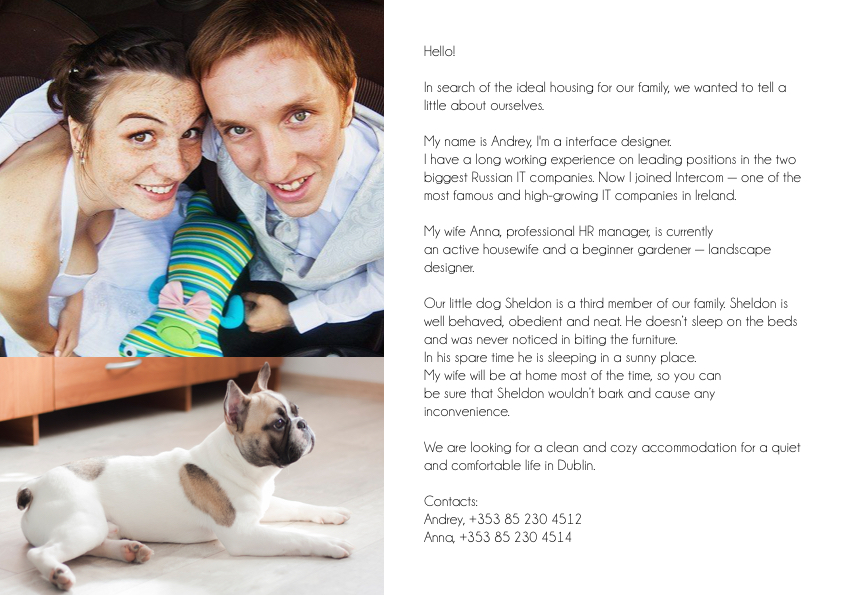 Hello!
In search of the ideal housing for our family, we wanted to tell a
little about ourselves.
My name is Andrey, I'm a interface designer.
I have a long working experience on leading positions in the two
biggest Russian IT companies. Now I joined Intercom — one of the
most famous and high-growing IT companies in Ireland.
My wife Anna, professional HR manager, is currently
an active housewife and a beginner gardener — landscape
designer.
Our little dog Sheldon is a third member of our family. Sheldon is
well behaved, obedient and neat. He doesn't sleep on the beds
and was never noticed in biting the furniture.
In his spare time he is sleeping in a sunny place.
My wife will be at home most of the time, so you can
be sure that Sheldon wouldn't bark and cause any
inconvenience.
We are looking for a clean and cozy accommodation for a quiet
and comfortable life in Dublin.
Contacts:
Andrey, +353 85 230 4512
Anna, +353 85 230 4514